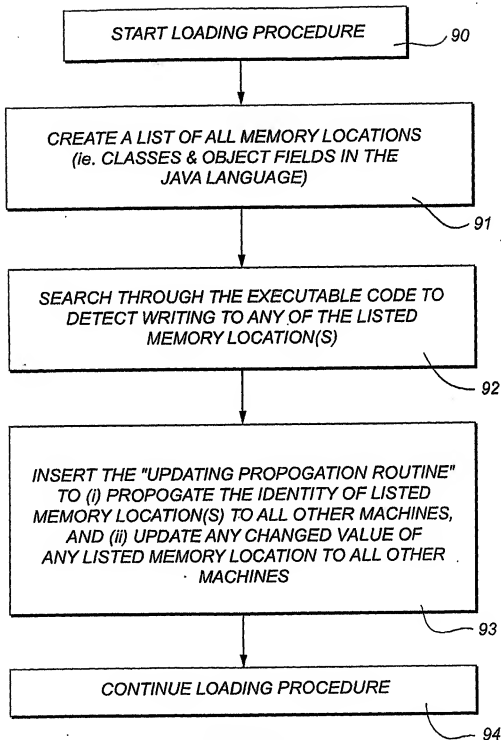 START LOADING PROCEDURE
90
CREATE A LIST OF ALL MEMORY LOCATIONS
(ie. CLASSES & OBJECT FIELDS IN THE
JAVA LANGUAGE)
91
SEARCH THROUGH THE EXECUTABLE CODE TO
DETECT WRITING TO ANY OF THE LISTED
MEMORY LOCATION(S)
92
INSERT THE "UPDATING PROPOGATION ROUTINE"
TO (i) PROPOGATE THE IDENTITY OF LISTED
MEMORY LOCATION(S) TO ALL OTHER MACHINES,
AND (ii) UPDATE ANY CHANGED VALUE OF
ANY LISTED MEMORY LOCATION TO ALL OTHER
MACHINES
93
CONTINUE LOADING PROCEDURE
94